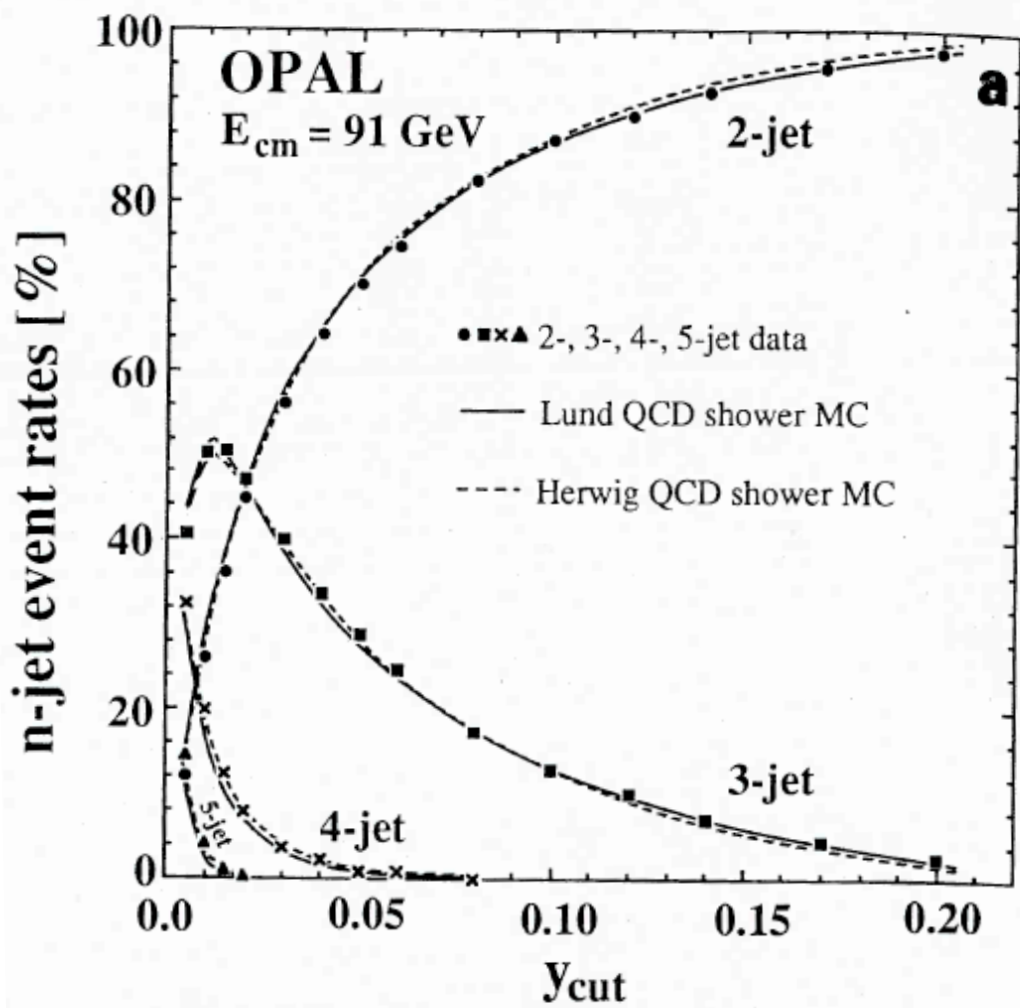 100
80
60
40
20
0
n-jet event rates [%]
OPAL
E_cm = 91 GeV
a
2-jet
●■×▲ 2-, 3-, 4-, 5-jet data
Lund QCD shower MC
Herwig QCD shower MC
3-jet
4-jet
5-jet
0.0 0.05 0.10 0.15 0.20
y_cut